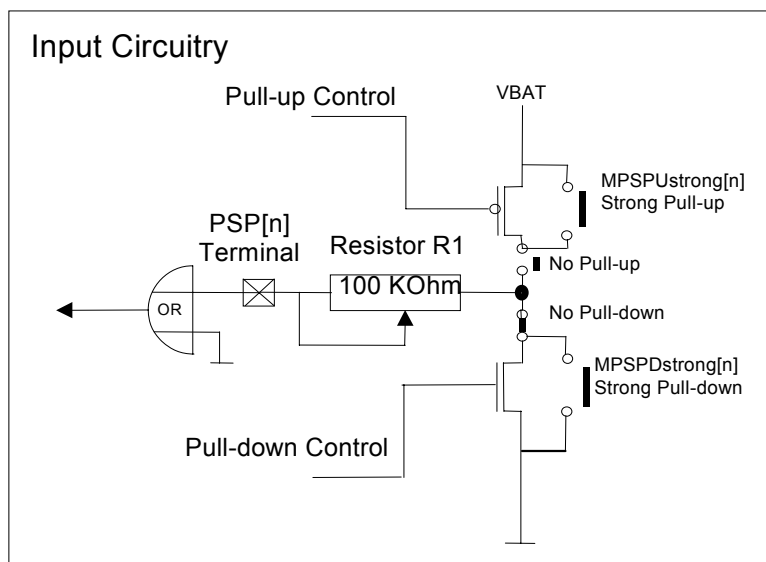 Input Circuitry
Pull-up Control
VBAT
MPSPUstrong[n]
Strong Pull-up
PSP[n]
Terminal
Resistor R1
100 KOhm
No Pull-up
OR
No Pull-down
MPSPDstrong[n]
Strong Pull-down
Pull-down Control